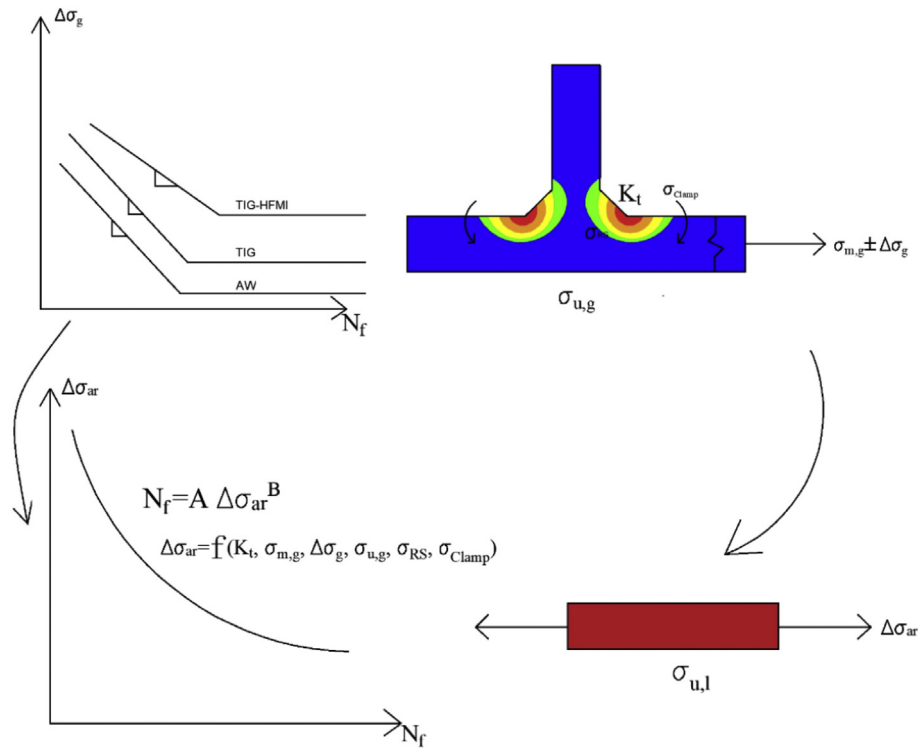 Δσg
TIG-HFMI
TIG
AW
Nf
Kt
σClamp
σm,g±Δσg
σu,g
Δσar
Nf=A ΔσarB
Δσar=f(Kt, σm,g, Δσg, σu,g, σRS, σClamp)
Nf
Δσar
σu,l